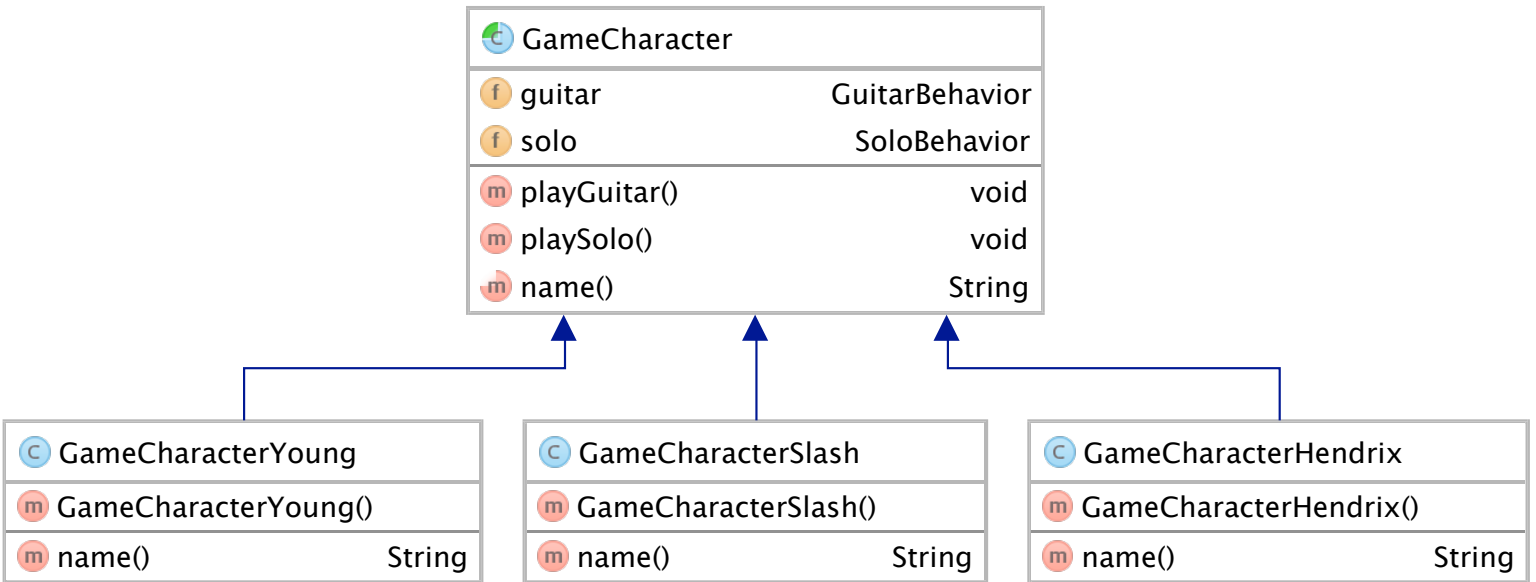 C GameCharacter
f guitar GuitarBehavior
f solo SoloBehavior
m playGuitar() void
m playSolo() void
m name() String
C GameCharacterYoung
m GameCharacterYoung()
m name() String
C GameCharacterSlash
m GameCharacterSlash()
m name() String
C GameCharacterHendrix
m GameCharacterHendrix()
m name() String